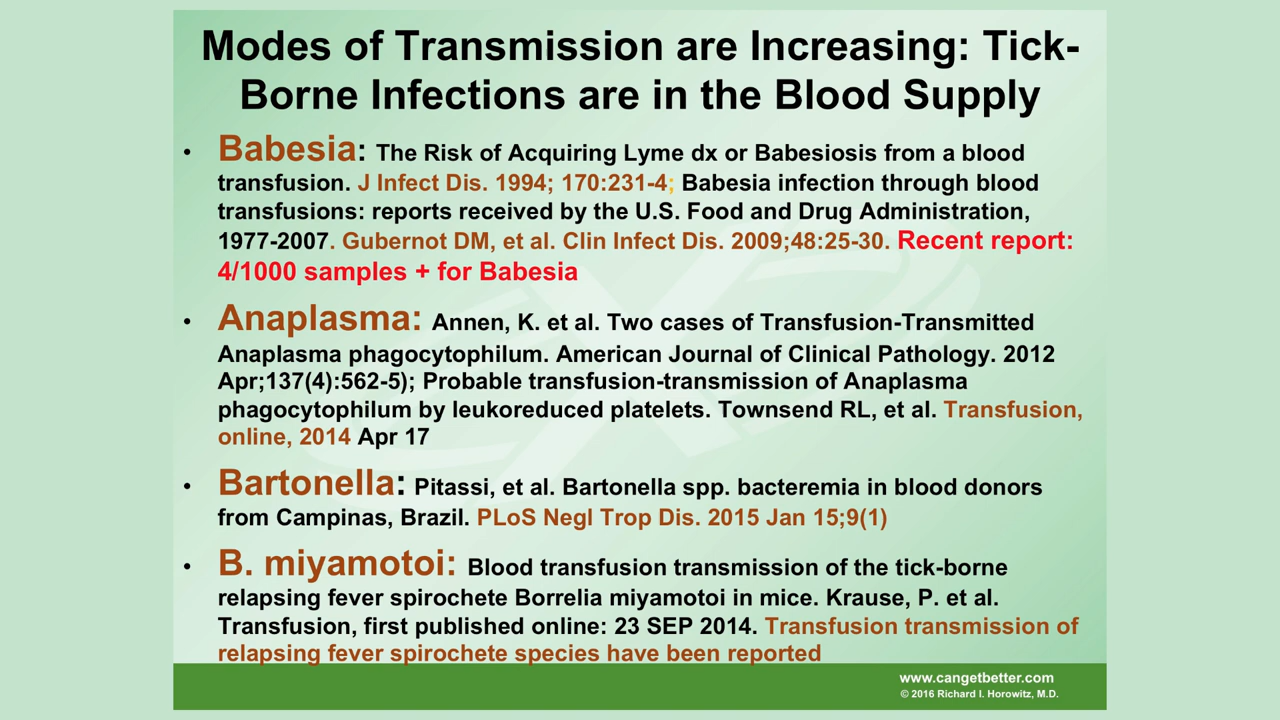 Modes of Transmission are Increasing: Tick-
Borne Infections are in the Blood Supply
• Babesia: The Risk of Acquiring Lyme dx or Babesiosis from a blood
transfusion. J Infect Dis. 1994; 170:231-4; Babesia infection through blood
transfusions: reports received by the U.S. Food and Drug Administration,
1977-2007. Gubernot DM, et al. Clin Infect Dis. 2009;48:25-30. Recent report:
4/1000 samples + for Babesia
• Anaplasma: Annen, K. et al. Two cases of Transfusion-Transmitted
Anaplasma phagocytophilum. American Journal of Clinical Pathology. 2012
Apr;137(4):562-5); Probable transfusion-transmission of Anaplasma
phagocytophilum by leukoreduced platelets. Townsend RL, et al. Transfusion,
online, 2014 Apr 17
• Bartonella: Pitassi, et al. Bartonella spp. bacteremia in blood donors
from Campinas, Brazil. PLoS Negl Trop Dis. 2015 Jan 15;9(1)
• B. miyamotoi: Blood transfusion transmission of the tick-borne
relapsing fever spirochete Borrelia miyamotoi in mice. Krause, P. et al.
Transfusion, first published online: 23 SEP 2014. Transfusion transmission of
relapsing fever spirochete species have been reported
www.cangetbetter.com
© 2016 Richard I. Horowitz, M.D.